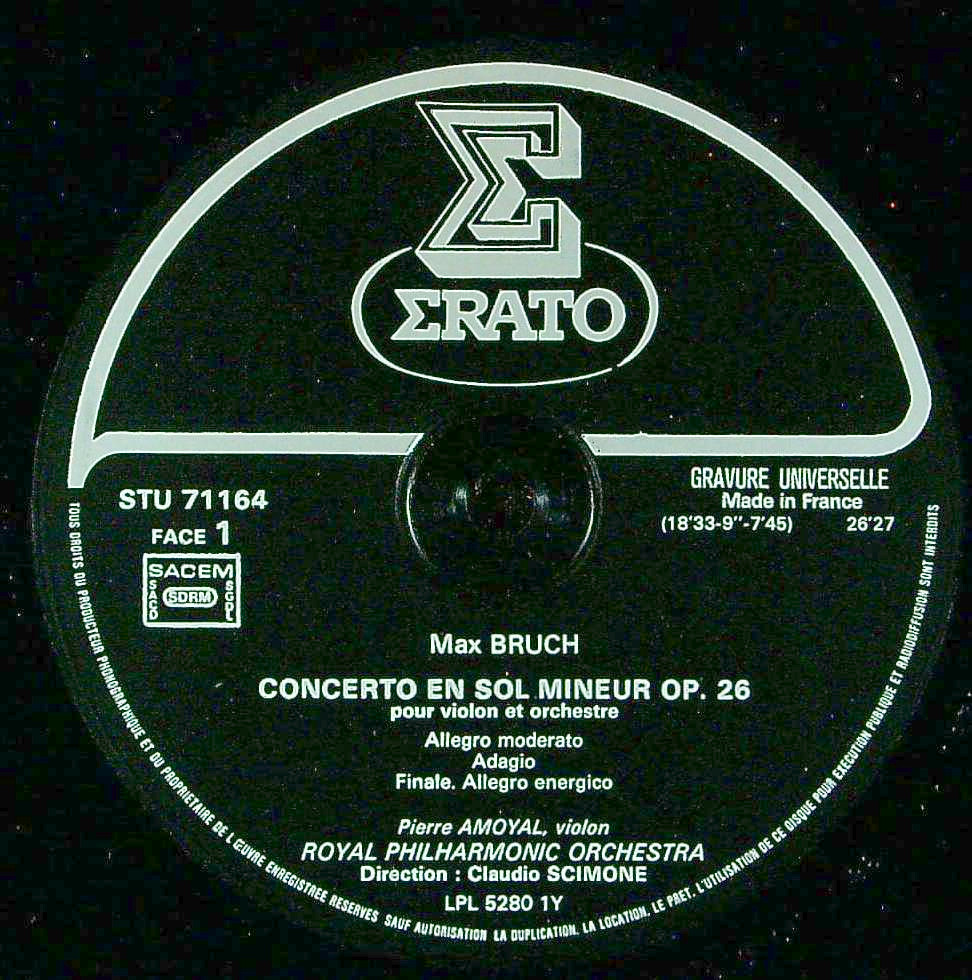 ΣRATO
STU 71164
FACE 1
SACEM
SACD
SDRM
SGDL
GRAVURE UNIVERSELLE
Made in France
(18'33-9"-7'45) 26'27
Max BRUCH
CONCERTO EN SOL MINEUR OP. 26
pour violon et orchestre
Allegro moderato
Adagio
Finale. Allegro energico
Pierre AMOYAL, violon
ROYAL PHILHARMONIC ORCHESTRA
Direction : Claudio SCIMONE
LPL 5280 1Y
TOUS DROITS DU PRODUCTEUR PHONOGRAPHIQUE ET DU PROPRIETAIRE DE L'ŒUVRE ENREGISTREE RESERVES SAUF AUTORISATION LA DUPLICATION, LA LOCATION, LE PRET, L'UTILISATION DE CE DISQUE POUR EXECUTION PUBLIQUE ET RADIODIFFUSION SONT INTERDITS